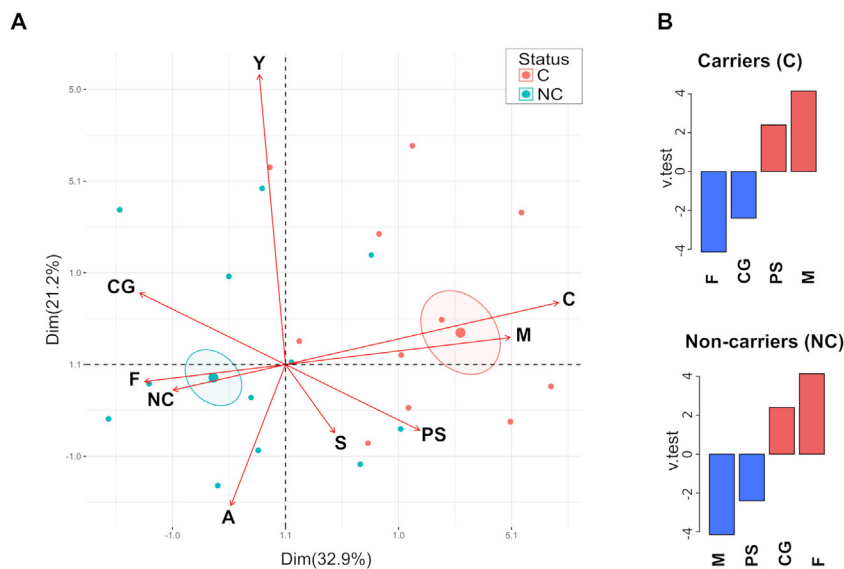 A
B
Y
Status
C
NC
5.0
5.1
1.0
1.1
-1.0
Dim(21.2%)
CG
C
M
F
NC
S
PS
A
-1.0
1.1
1.0
5.1
Dim(32.9%)
Carriers (C)
v.test
4
2
0
-2
-4
F
CG
PS
M
Non-carriers (NC)
v.test
4
2
0
-2
-4
M
PS
CG
F